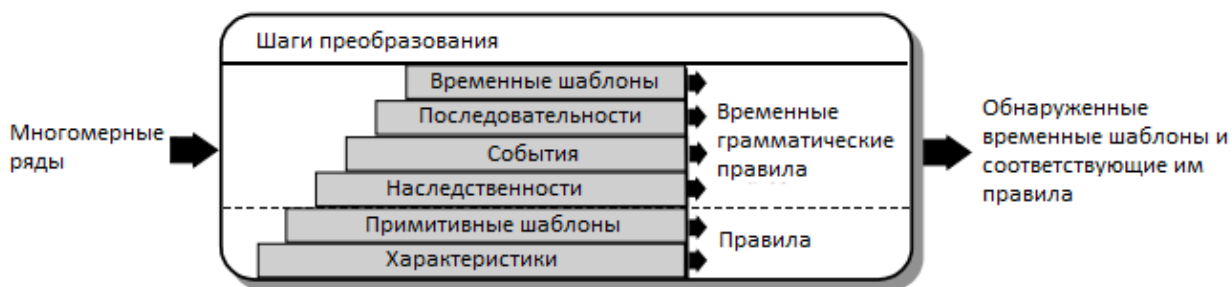 Шаги преобразования
Многомерные
ряды
Временные шаблоны
Последовательности
События
Наследственности
Примитивные шаблоны
Характеристики
Временные
грамматические
правила
Правила
Обнаруженные
временные шаблоны и
соответствующие им
правила